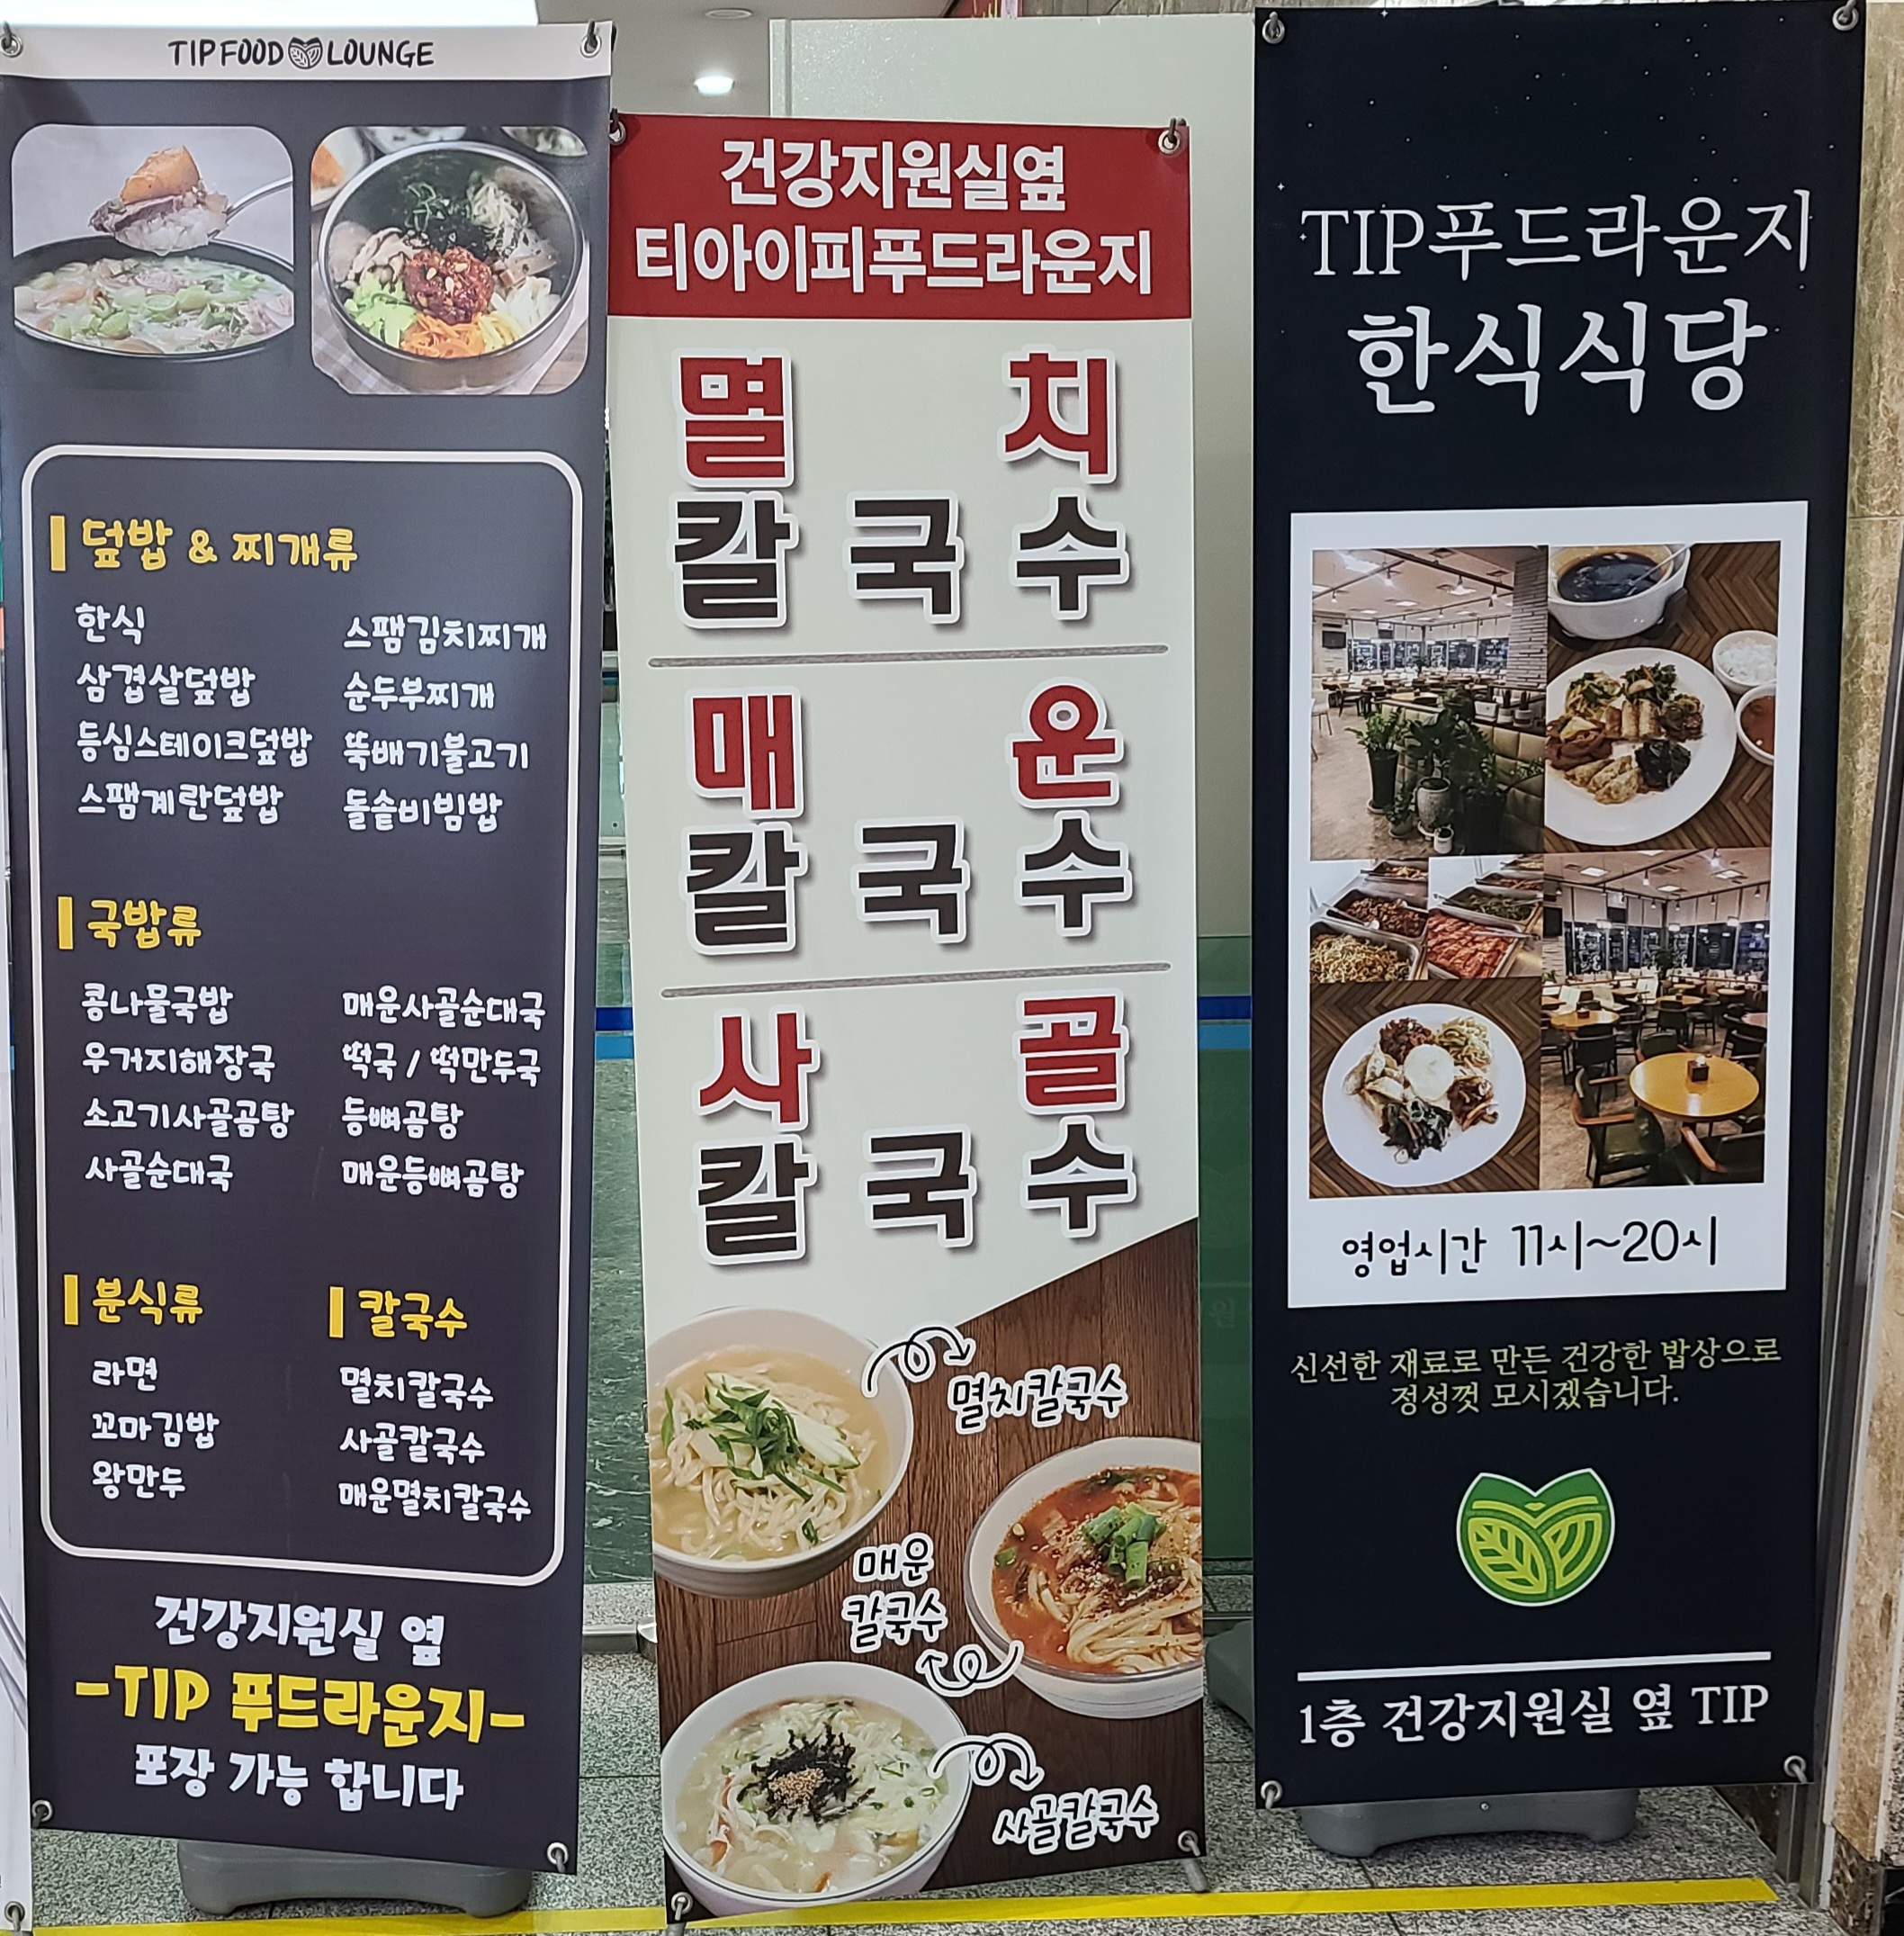 TIP FOOD LOUNGE
덮밥 & 찌개류
한식
삼겹살덮밥
등심스테이크덮밥
스팸계란덮밥
스팸김치찌개
순두부찌개
뚝배기불고기
돌솥비빔밥
국밥류
콩나물국밥
우거지해장국
소고기사골곰탕
사골순대국
매운사골순대국
떡국 / 떡만두국
등뼈곰탕
매운등뼈곰탕
분식류
라면
꼬마김밥
왕만두
칼국수
멸치칼국수
사골칼국수
매운멸치칼국수
건강지원실 옆
-TIP 푸드라운지-
포장 가능 합니다
건강지원실옆
티아이피푸드라운지
멸치
칼국수
매운
칼국수
사골
칼국수
멸치칼국수
매운
칼국수
사골칼국수
TIP푸드라운지
한식식당
영업시간 11시~20시
신선한 재료로 만든 건강한 밥상으로
정성껏 모시겠습니다.
1층 건강지원실 옆 TIP